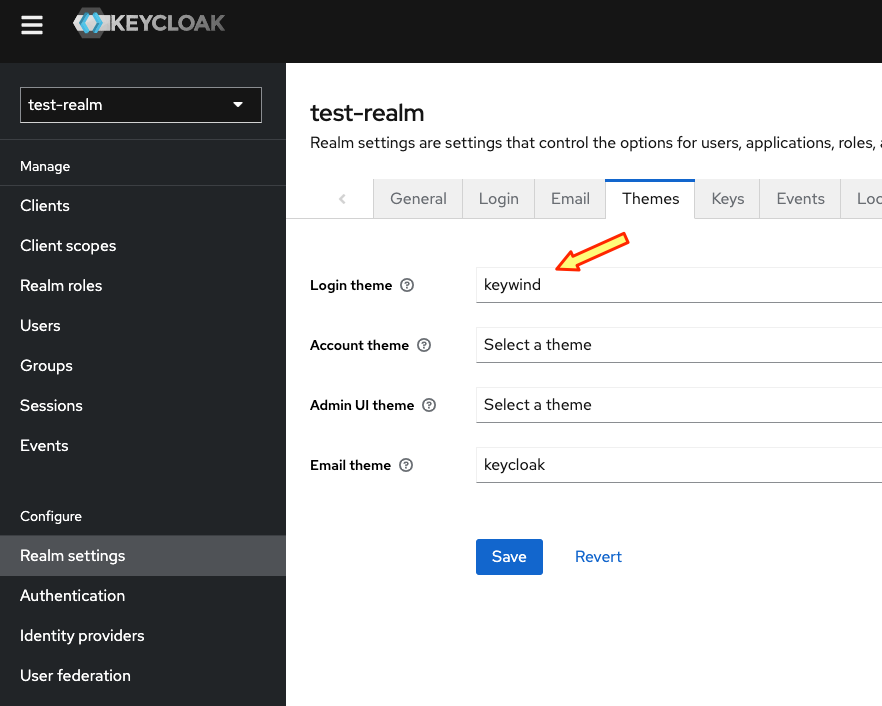 KEYCLOAK
test-realm
Manage
Clients
Client scopes
Realm roles
Users
Groups
Sessions
Events
Configure
Realm settings
Authentication
Identity providers
User federation
test-realm
Realm settings are settings that control the options for users, applications, roles,
General Login Email Themes Keys Events Loc
Login theme keywind
Account theme Select a theme
Admin UI theme Select a theme
Email theme keycloak
Save Revert